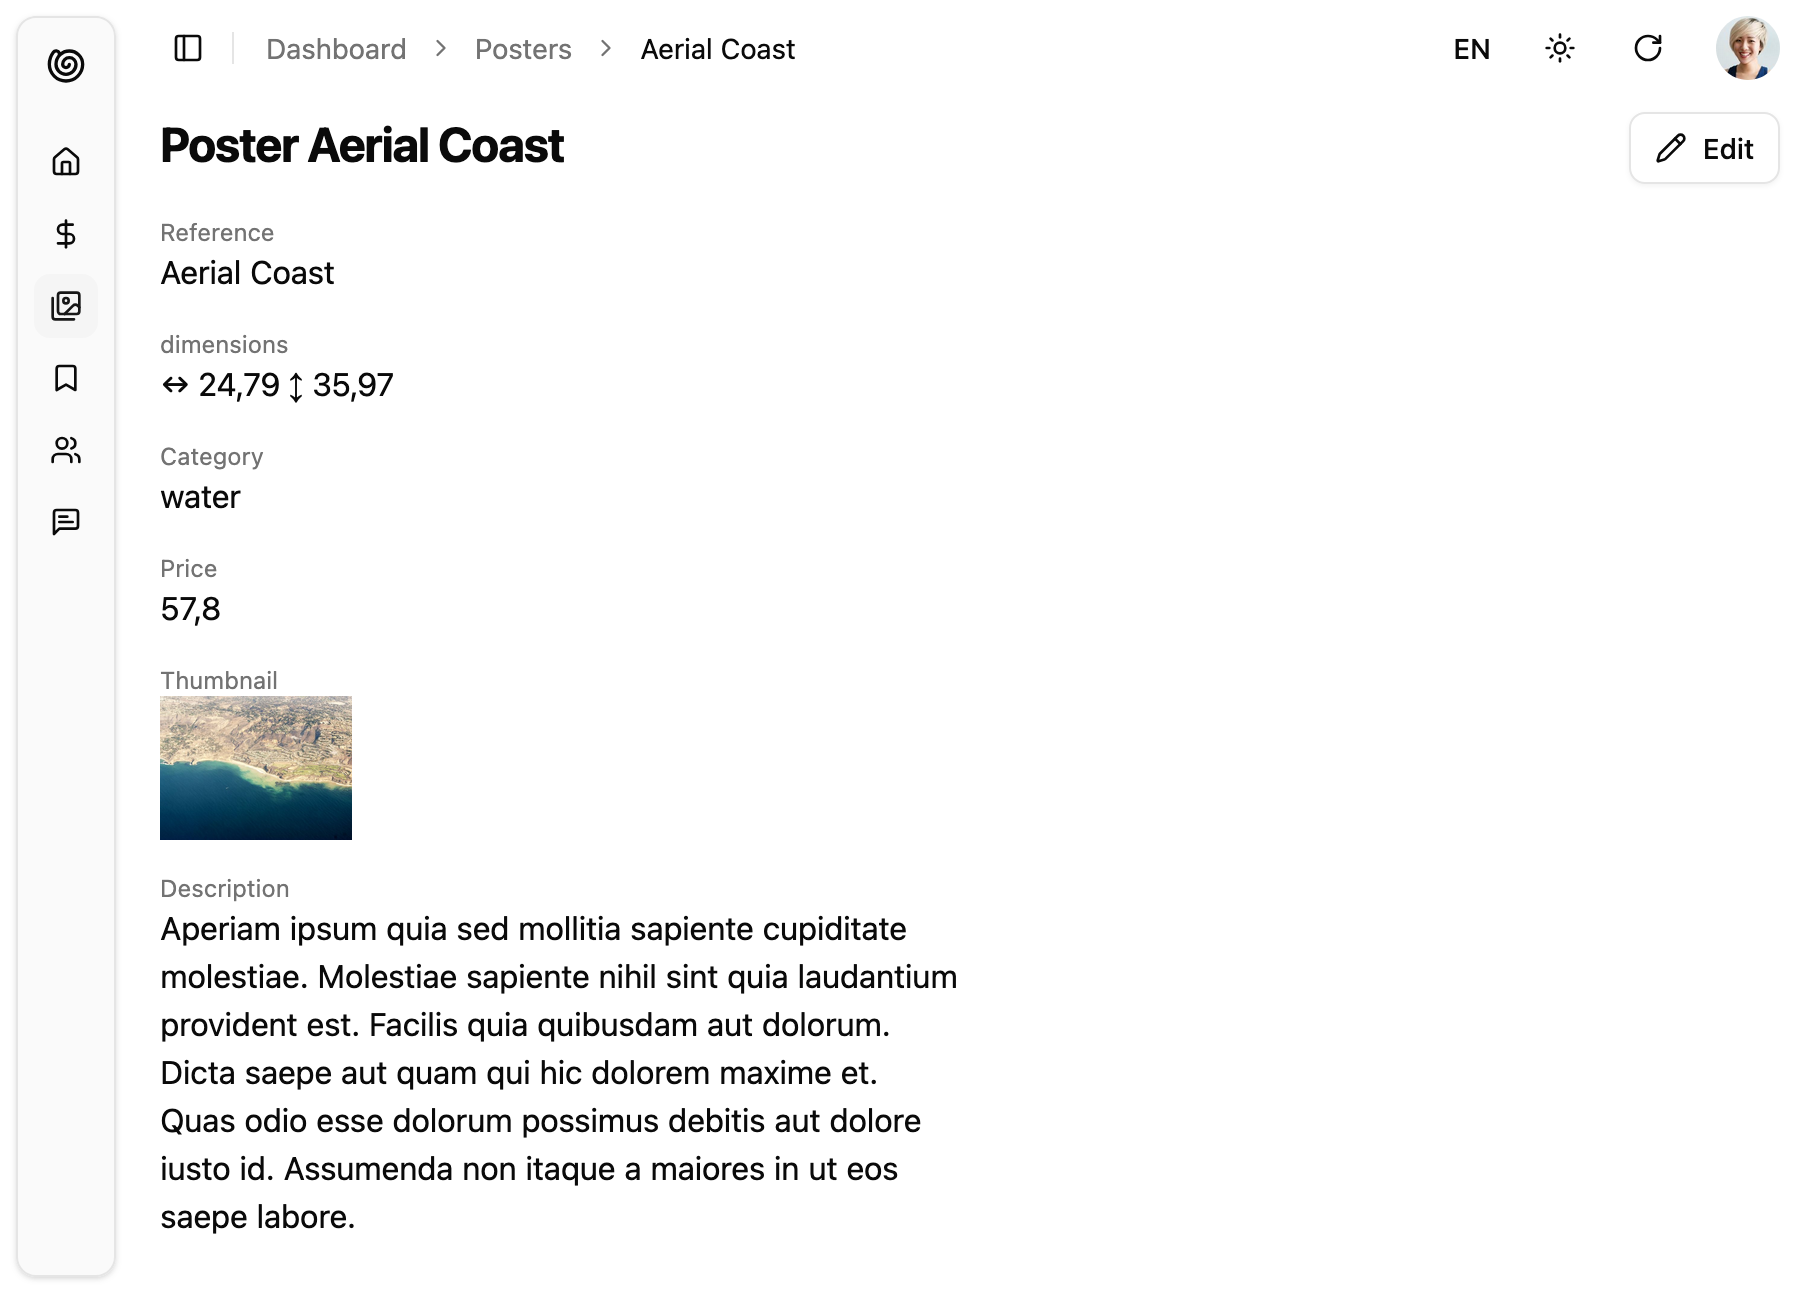 Dashboard > Posters > Aerial Coast
EN
Poster Aerial Coast
Edit
Reference
Aerial Coast
dimensions
↔ 24,79 ↕ 35,97
Category
water
Price
57,8
Thumbnail
Description
Aperiam ipsum quia sed mollitia sapiente cupiditate
molestiae. Molestiae sapiente nihil sint quia laudantium
provident est. Facilis quia quibusdam aut dolorum.
Dicta saepe aut quam qui hic dolorem maxime et.
Quas odio esse dolorum possimus debitis aut dolore
iusto id. Assumenda non itaque a maiores in ut eos
saepe labore.